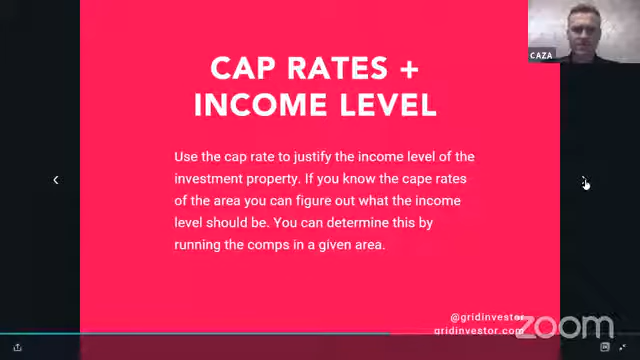 CAZA
CAP RATES +
INCOME LEVEL
Use the cap rate to justify the income level of the
investment property. If you know the cape rates
of the area you can figure out what the income
level should be. You can determine this by
running the comps in a given area.
@gridinvestor
gridinvestor.com
zoom